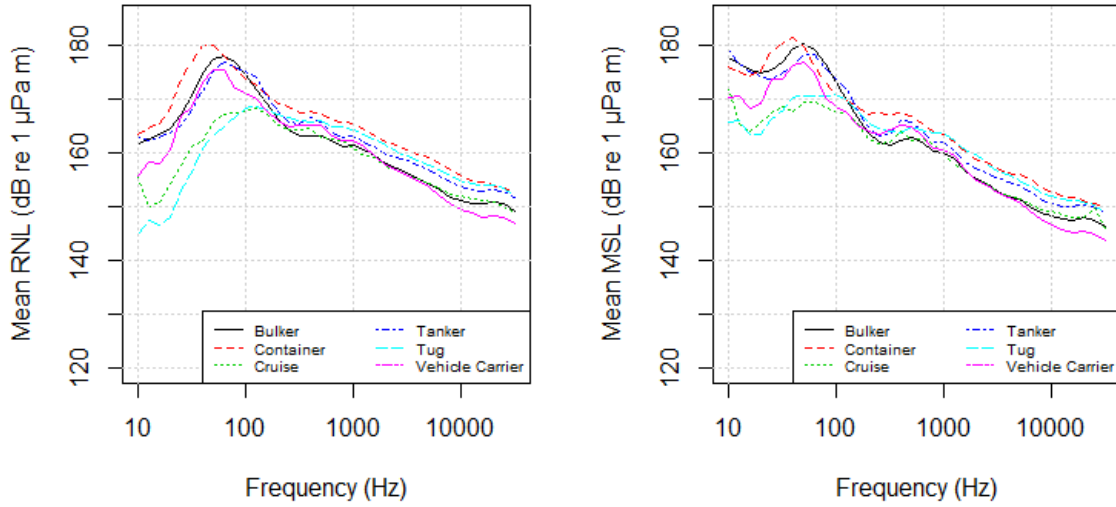 Mean RNL (dB re 1 µPa m)
180
160
140
120
Bulker
Container
Cruise
Tanker
Tug
Vehicle Carrier
10 100 1000 10000
Frequency (Hz)
Mean MSL (dB re 1 µPa m)
180
160
140
120
Bulker
Container
Cruise
Tanker
Tug
Vehicle Carrier
10 100 1000 10000
Frequency (Hz)